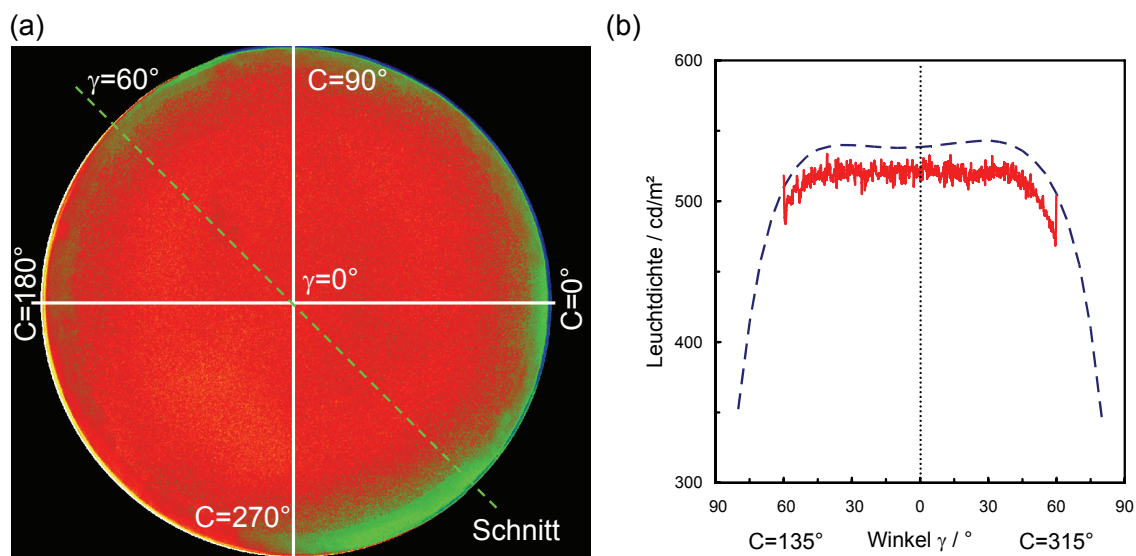 (a)
γ=60°
C=90°
γ=0°
C=180°
C=0°
C=270°
Schnitt
(b)
Leuchtdichte / cd/m²
600
500
400
300
90
60
30
0
30
60
90
C=135°
Winkel γ / °
C=315°